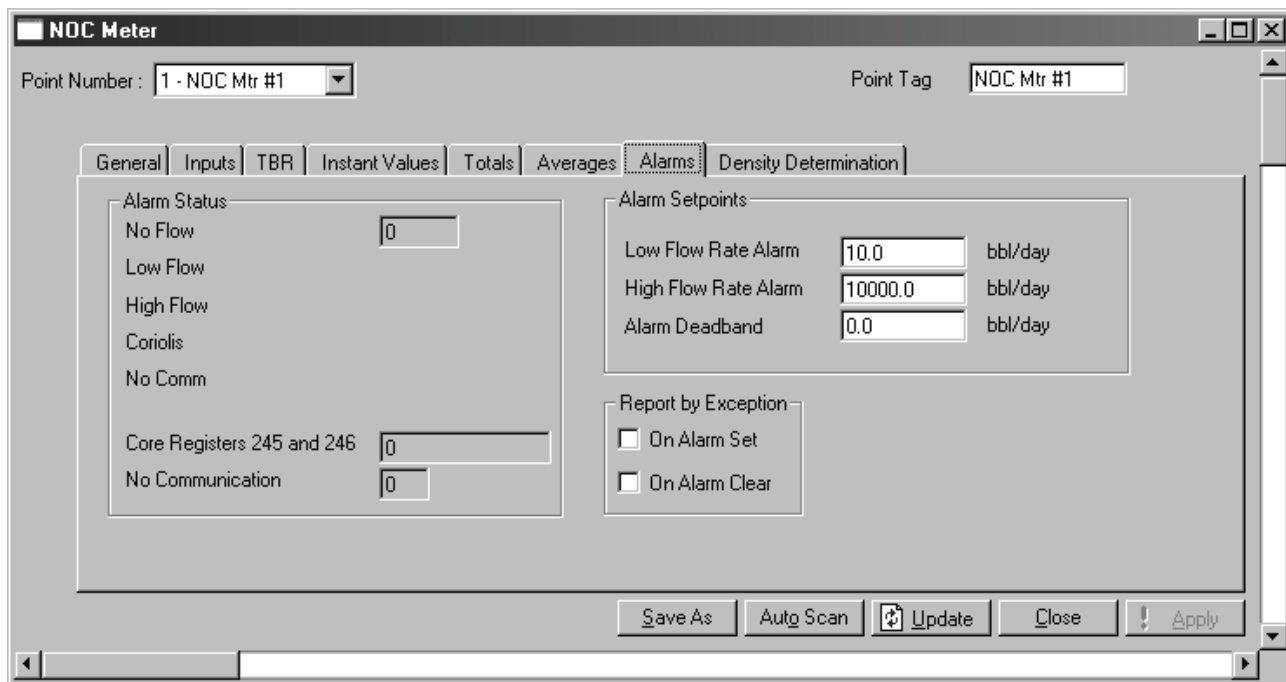 NOC Meter
Point Number : 1 - NOC Mtr #1 Point Tag NOC Mtr #1
General Inputs TBR Instant Values Totals Averages Alarms Density Determination
Alarm Status
No Flow 0
Low Flow
High Flow
Coriolis
No Comm
Core Registers 245 and 246 0
No Communication 0
Alarm Setpoints
Low Flow Rate Alarm 10.0 bbl/day
High Flow Rate Alarm 10000.0 bbl/day
Alarm Deadband 0.0 bbl/day
Report by Exception
On Alarm Set
On Alarm Clear
Save As Auto Scan Update Close ! Apply